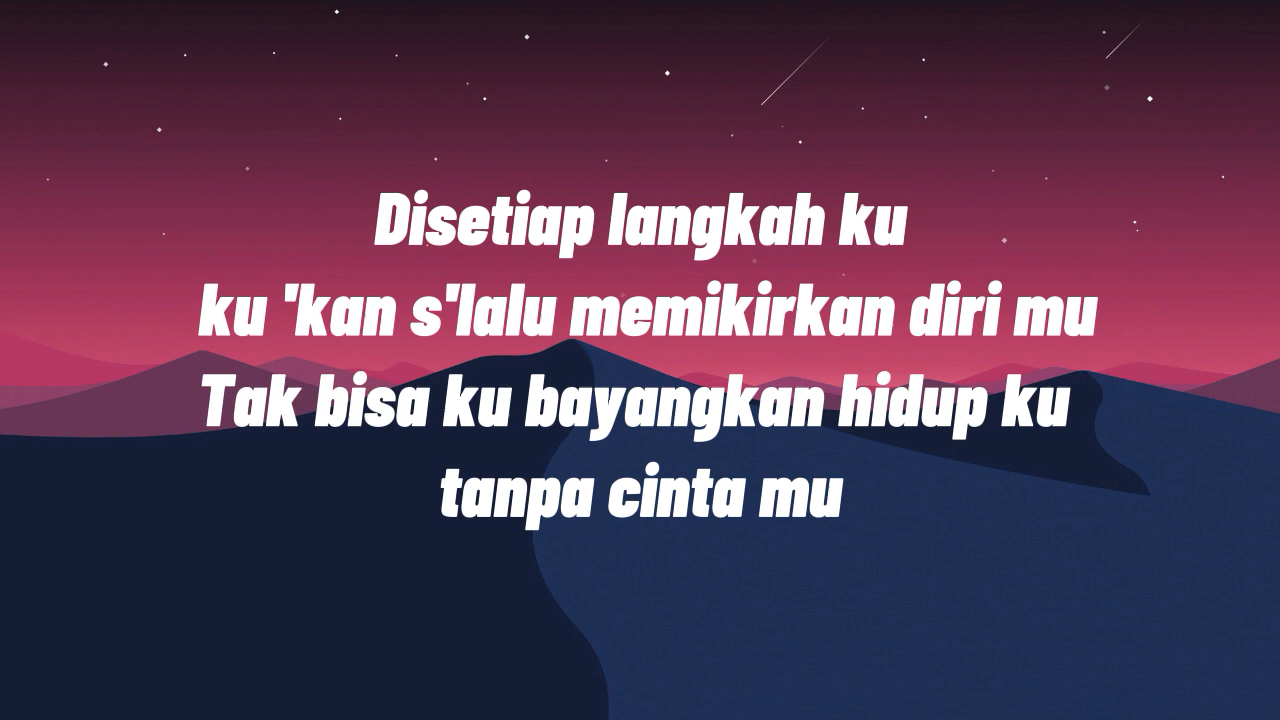 Disetiap langkah ku
ku 'kan s'lalu memikirkan diri mu
Tak bisa ku bayangkan hidup ku
tanpa cinta mu